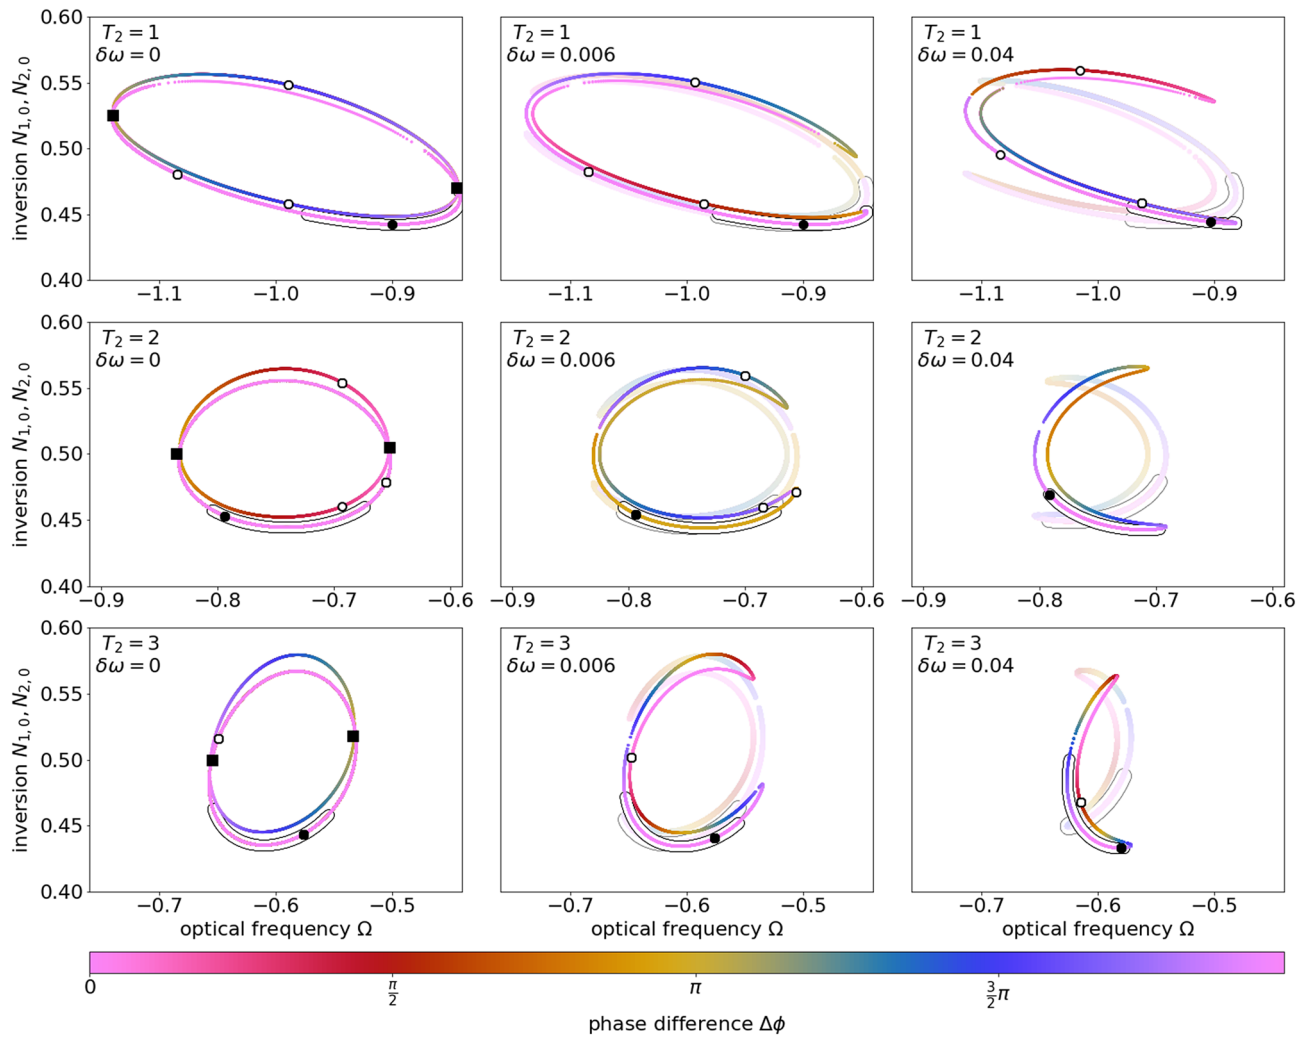 0.60
0.55
0.50
0.45
0.40
inversion N₁,₀, N₂,₀
T₂ = 1
δω = 0
−1.1 −1.0 −0.9
T₂ = 1
δω = 0.006
−1.1 −1.0 −0.9
T₂ = 1
δω = 0.04
−1.1 −1.0 −0.9
0.60
0.55
0.50
0.45
0.40
inversion N₁,₀, N₂,₀
T₂ = 2
δω = 0
−0.9 −0.8 −0.7 −0.6
T₂ = 2
δω = 0.006
−0.9 −0.8 −0.7 −0.6
T₂ = 2
δω = 0.04
−0.9 −0.8 −0.7 −0.6
0.60
0.55
0.50
0.45
0.40
inversion N₁,₀, N₂,₀
T₂ = 3
δω = 0
−0.7 −0.6 −0.5
optical frequency Ω
T₂ = 3
δω = 0.006
−0.7 −0.6 −0.5
optical frequency Ω
T₂ = 3
δω = 0.04
−0.7 −0.6 −0.5
optical frequency Ω
0 π/2 π 3/2 π
phase difference Δϕ